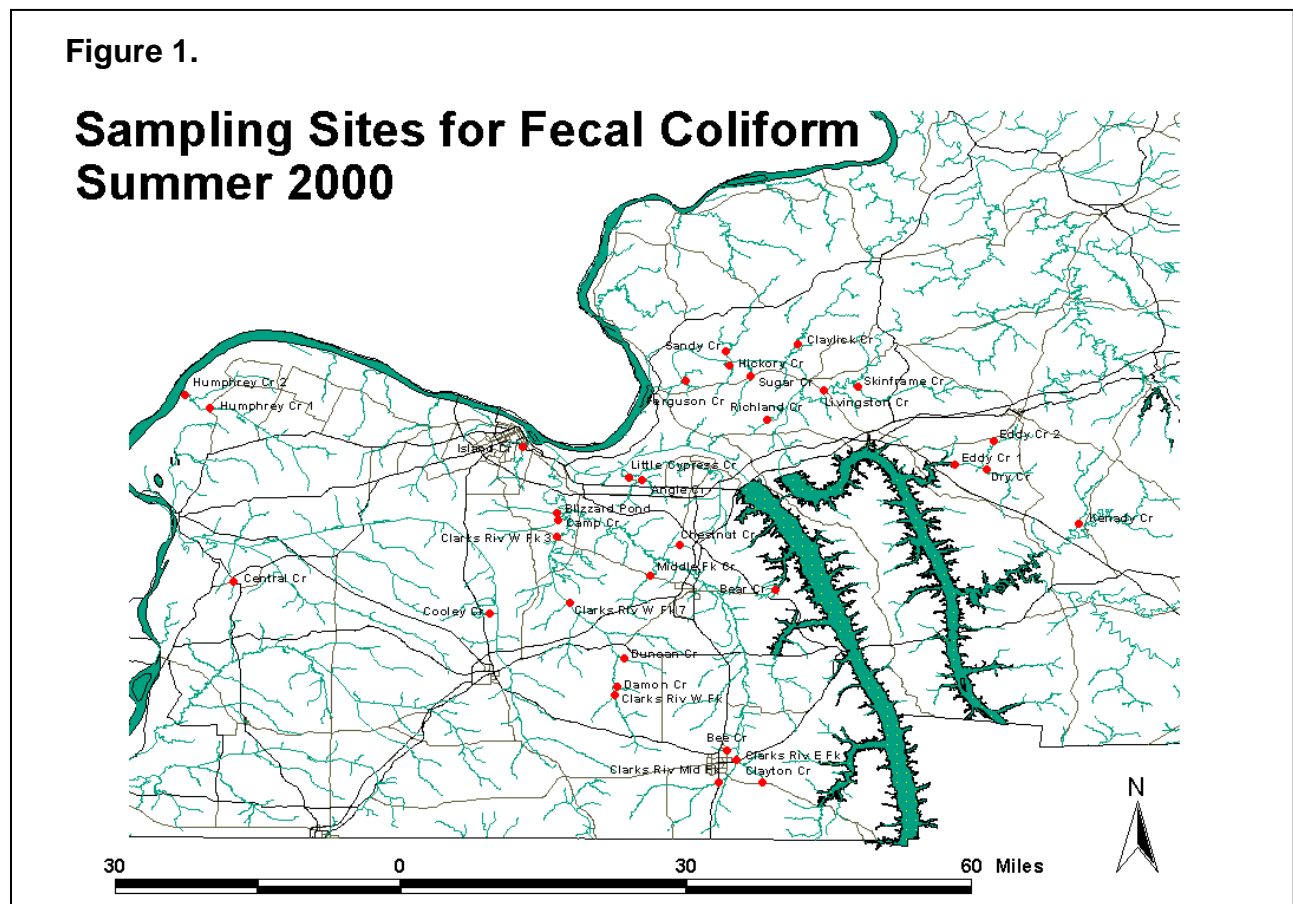 Figure 1.
Sampling Sites for Fecal Coliform
Summer 2000
Sandy Cr
Claylick Cr
Hickory Cr
Humphrey Cr 2
Sugar Cr
Skinframe Cr
Ferguson Cr
Livingston Cr
Humphrey Cr 1
Richland Cr
Eddy Cr 2
Island Cr
Eddy Cr 1
Little Cypress Cr
Dry Cr
Angle Cr
Blizzard Pond
Kenady Cr
Camp Cr
Clarks Riv W Fk 3
Chestnut Cr
Middle Fk Cr
Central Cr
Bear Cr
Cooley Cr
Clarks Riv W Fk 7
Duncan Cr
Damon Cr
Clarks Riv W Fk
Bee Cr
Clarks Riv E Fk
Clarks Riv Mid Fk
Clayton Cr
N
30 0 30 60 Miles